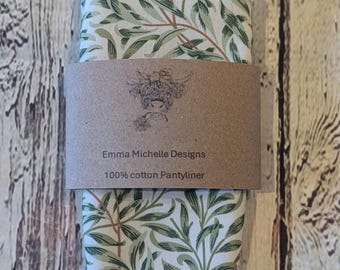 Emma Michelle Designs
100% cotton Pantyliner